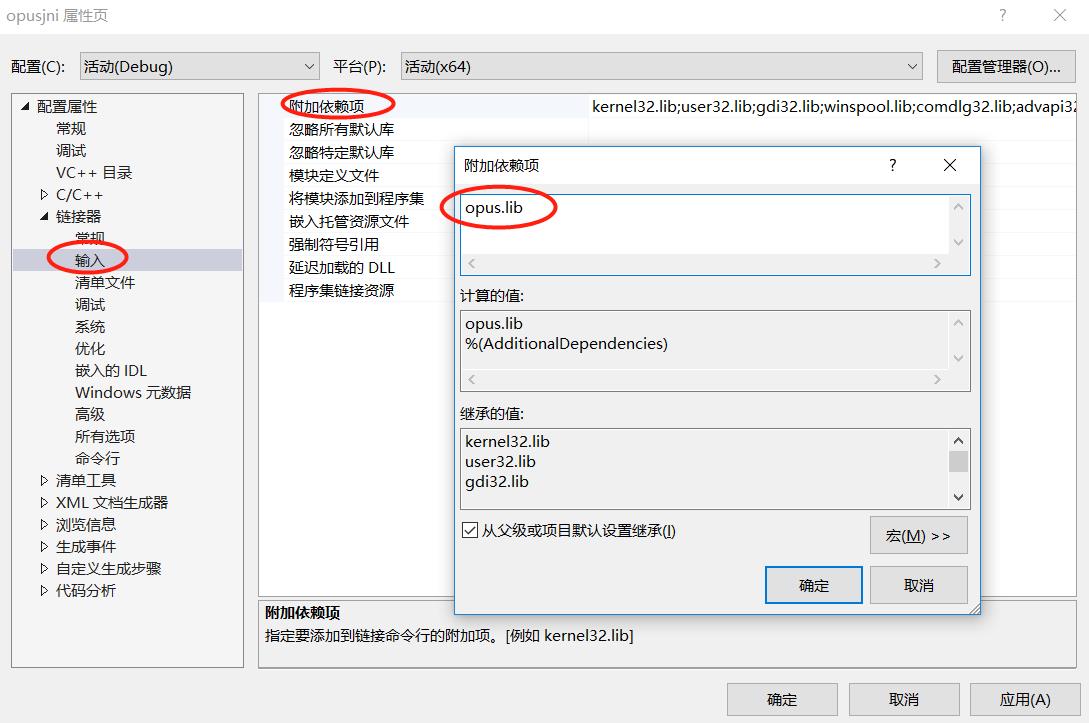 opusjni 属性页
配置(C): 活动(Debug) 平台(P): 活动(x64) 配置管理器(O)...
配置属性
常规
调试
VC++ 目录
C/C++
链接器
常规
输入
清单文件
调试
系统
优化
嵌入的 IDL
Windows 元数据
高级
所有选项
命令行
清单工具
XML 文档生成器
浏览信息
生成事件
自定义生成步骤
代码分析
附加依赖项 kernel32.lib;user32.lib;gdi32.lib;winspool.lib;comdlg32.lib;advapi32
忽略所有默认库
忽略特定默认库
模块定义文件
将模块添加到程序集
嵌入托管资源文件
强制符号引用
延迟加载的 DLL
程序集链接资源
附加依赖项 ?
opus.lib
计算的值:
opus.lib
%(AdditionalDependencies)
继承的值:
kernel32.lib
user32.lib
gdi32.lib
从父级或项目默认设置继承(I)
宏(M) >>
确定 取消
附加依赖项
指定要添加到链接命令行的附加项。[例如 kernel32.lib]
确定 取消 应用(A)